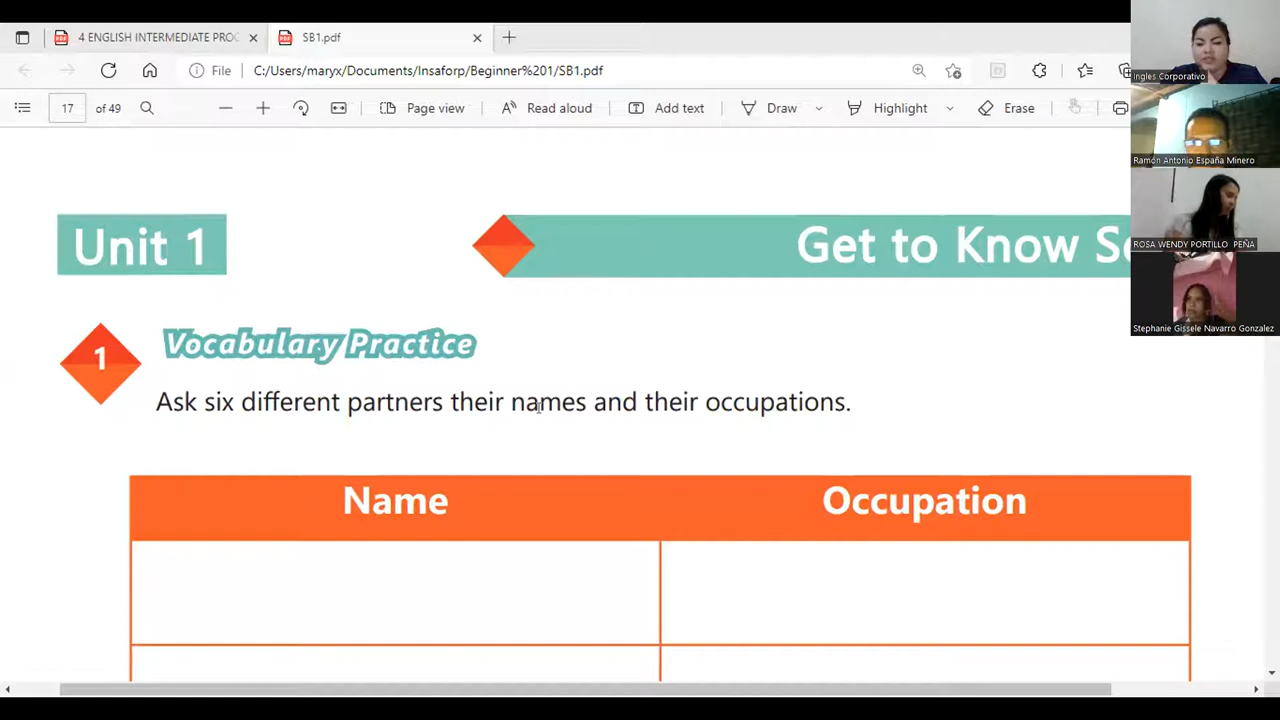 4 ENGLISH INTERMEDIATE PROC
SB1.pdf
File
C:/Users/maryx/Documents/Insaforp/Beginner%201/SB1.pdf
17 of 49
Page view
Read aloud
Add text
Draw
Highlight
Erase
Ingles Corporativo
Ramón Antonio España Minero
ROSA WENDY PORTILLO PEÑA
Stephanie Gissele Navarro Gonzalez
Unit 1
Get to Know So
1
Vocabulary Practice
Ask six different partners their names and their occupations.
Name
Occupation